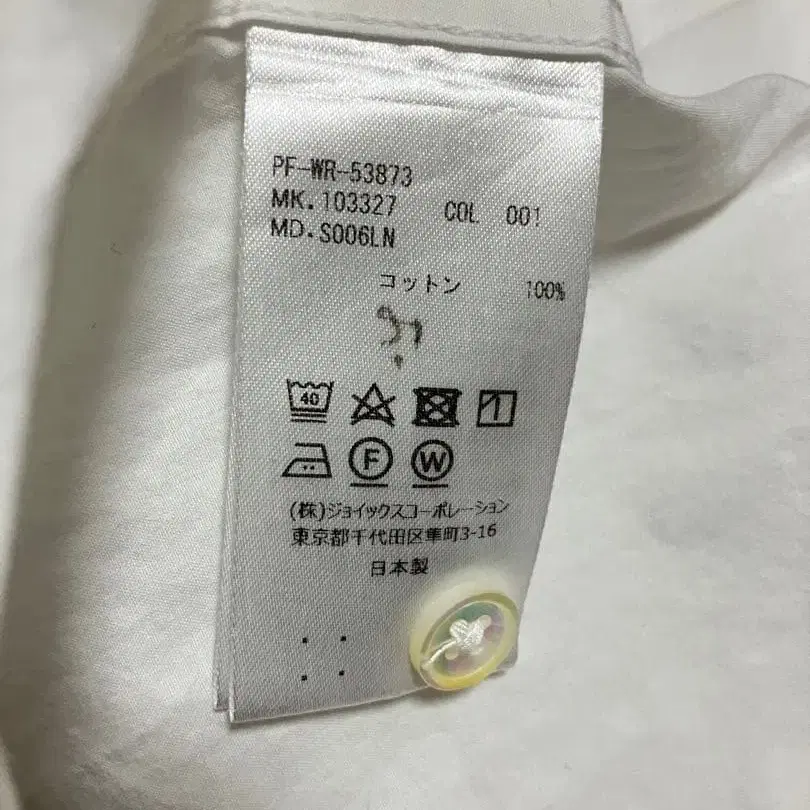 PF-WR-53873
MK.103327 COL 001
MD.S006LN
コットン 100%
40
F W
(株)ジョイックスコーポレーション
東京都千代田区隼町3-16
日本製